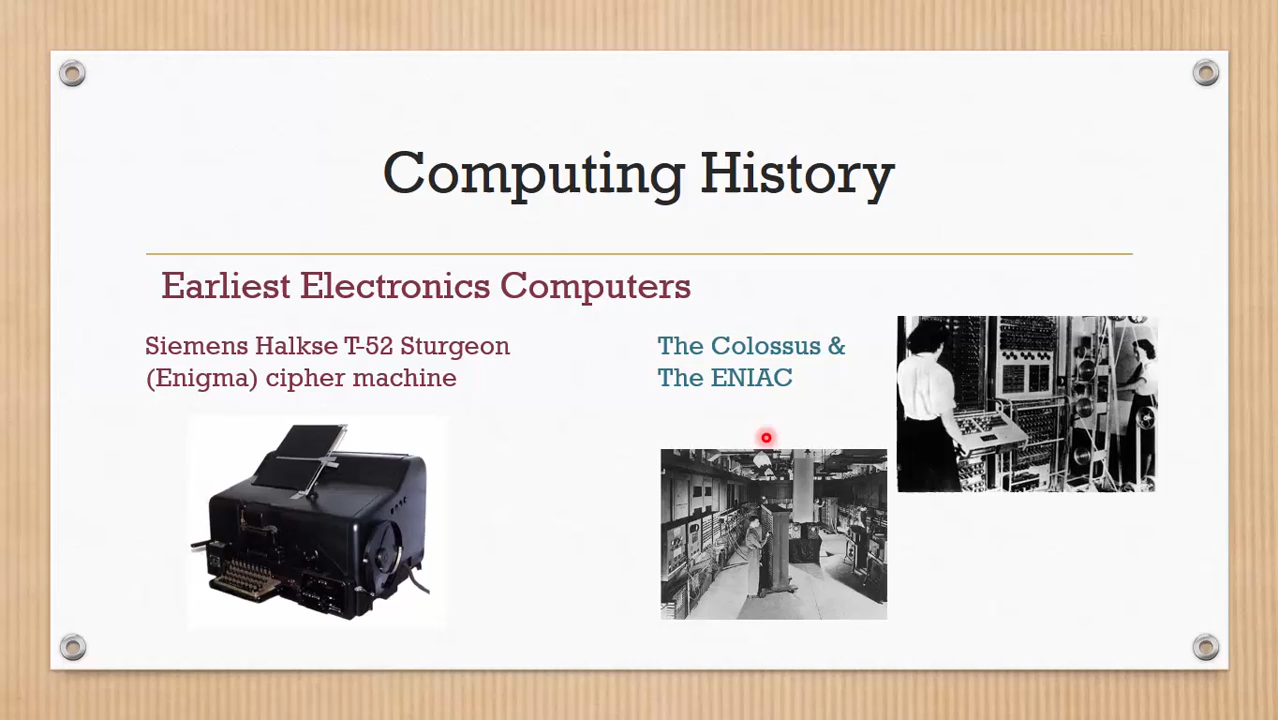 Computing History
Earliest Electronics Computers
Siemens Halkse T-52 Sturgeon
(Enigma) cipher machine
The Colossus &
The ENIAC